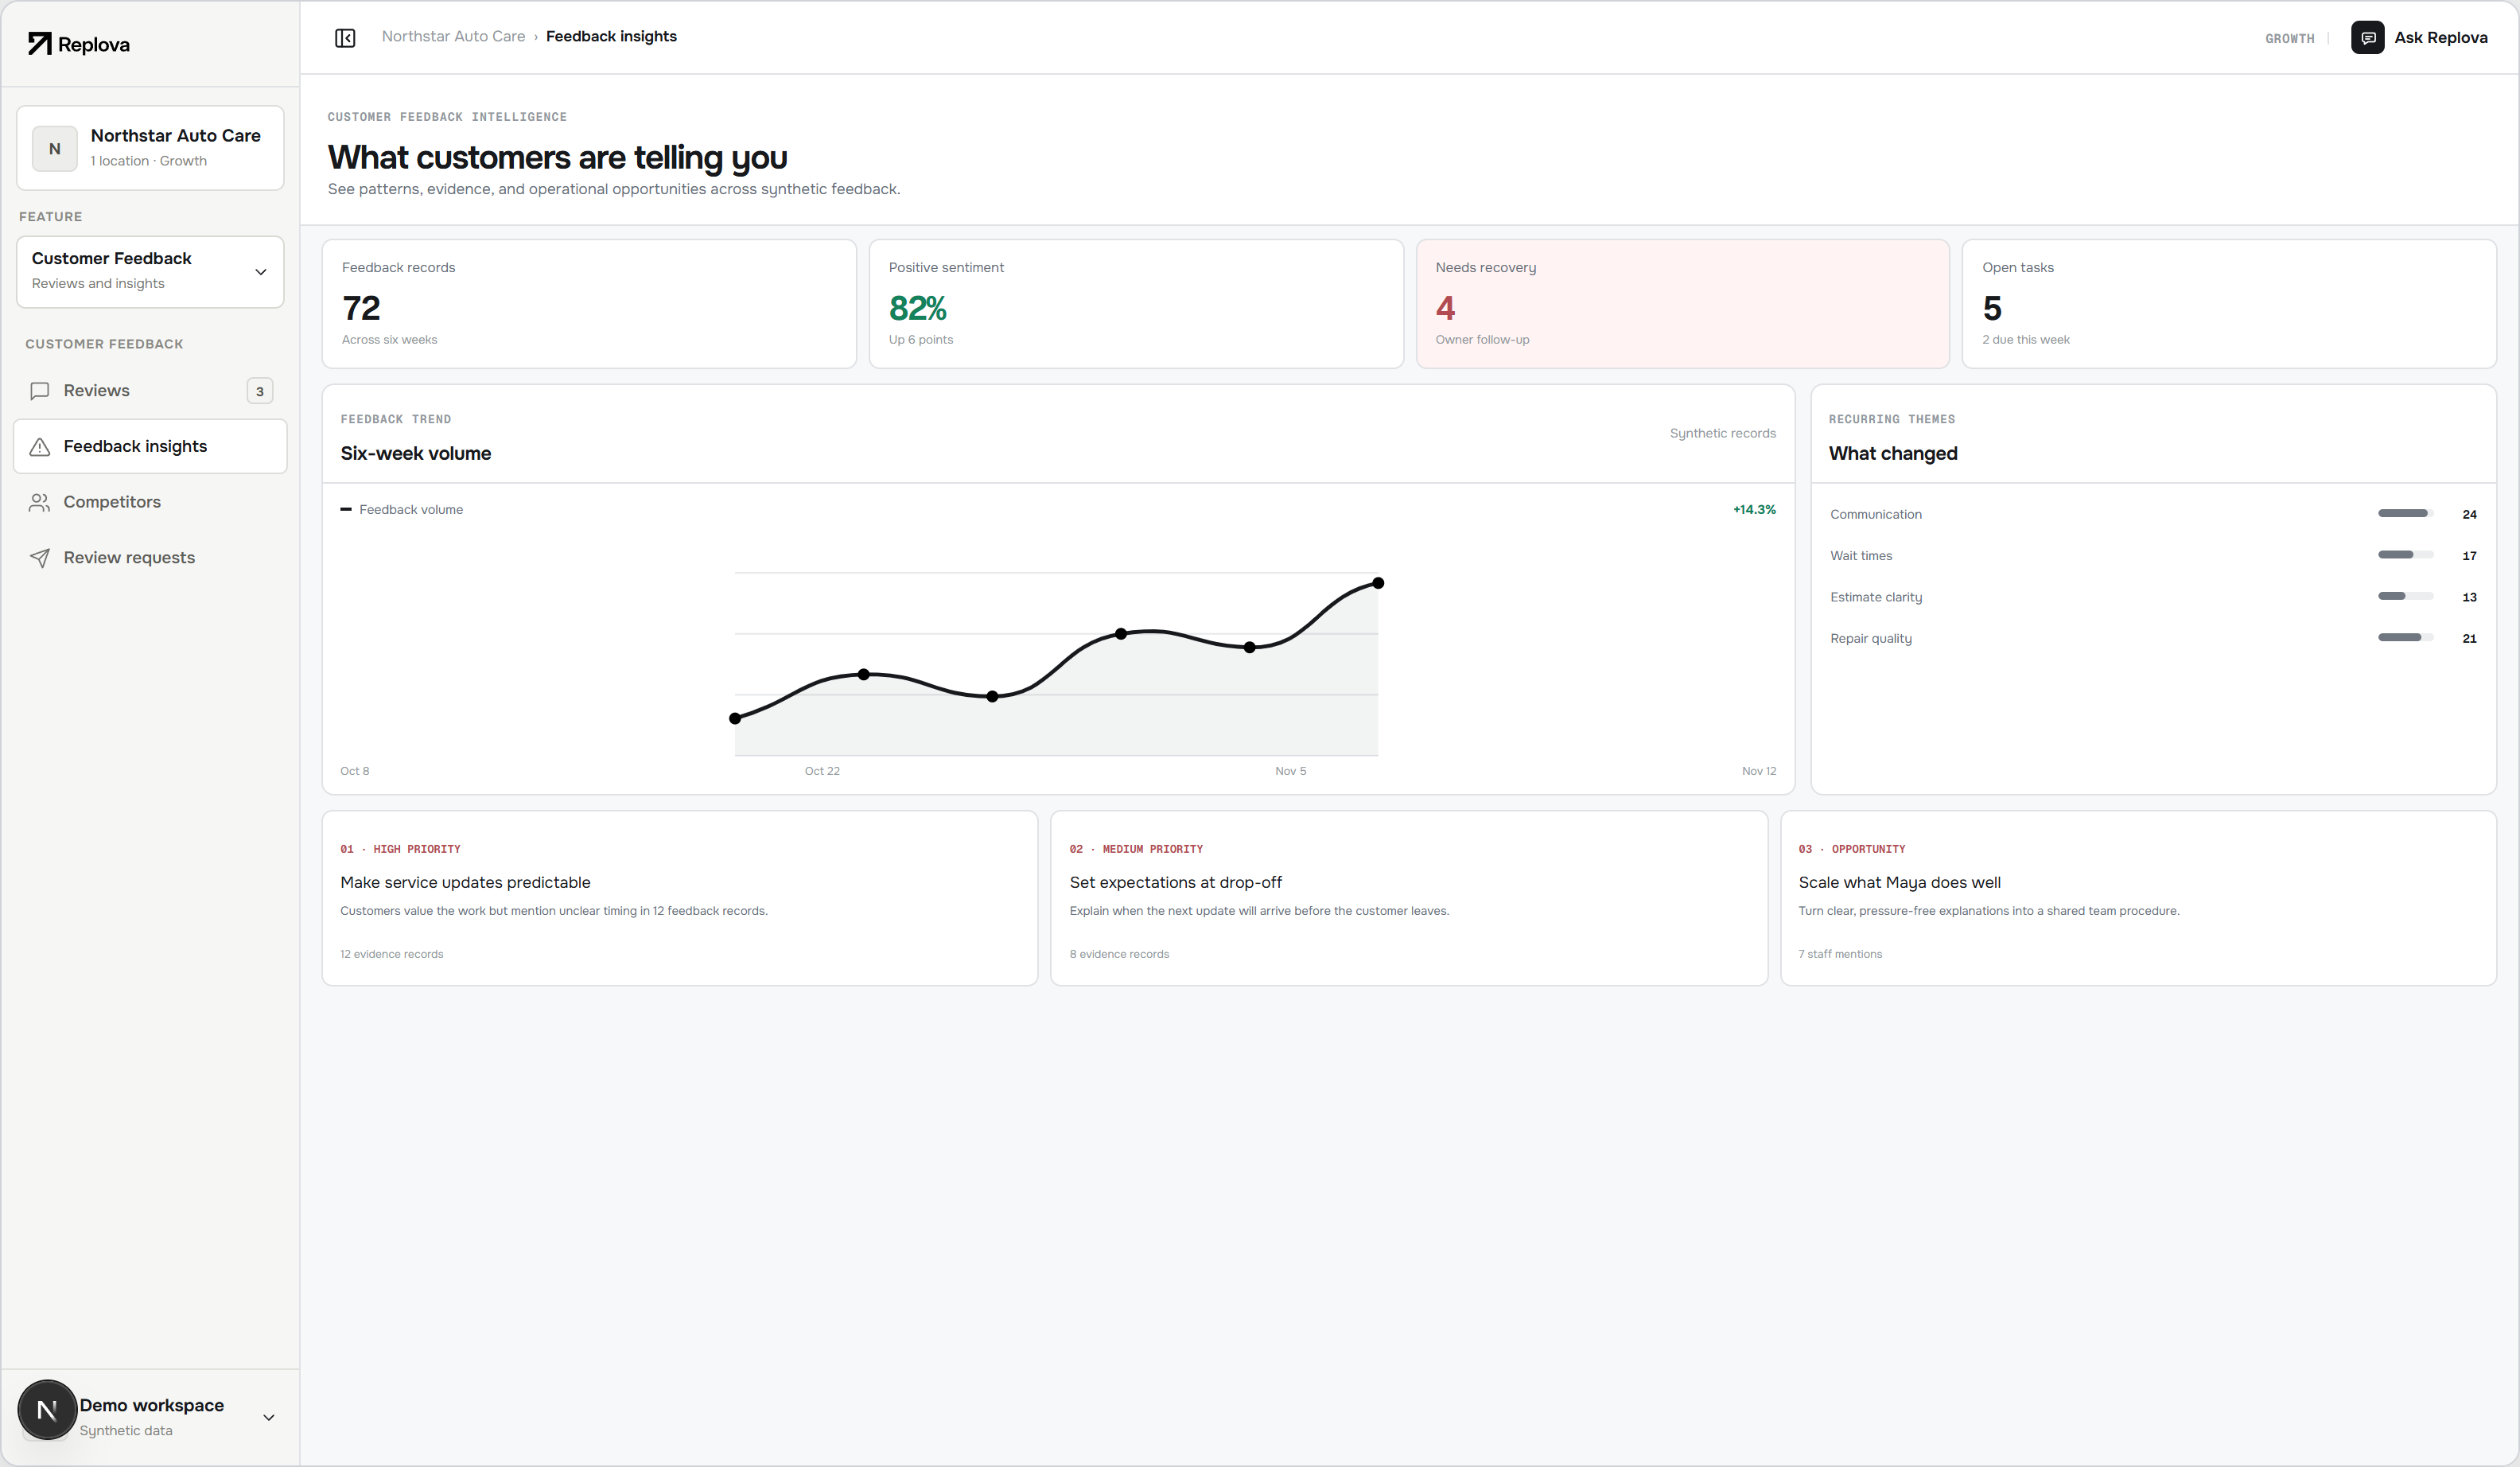 Replova
Northstar Auto Care › Feedback insights
GROWTH
Ask Replova
N
Northstar Auto Care
1 location · Growth
FEATURE
Customer Feedback
Reviews and insights
CUSTOMER FEEDBACK
Reviews
3
Feedback insights
Competitors
Review requests
N
Demo workspace
Synthetic data
CUSTOMER FEEDBACK INTELLIGENCE
What customers are telling you
See patterns, evidence, and operational opportunities across synthetic feedback.
Feedback records
72
Across six weeks
Positive sentiment
82%
Up 6 points
Needs recovery
4
Owner follow-up
Open tasks
5
2 due this week
FEEDBACK TREND
Six-week volume
Synthetic records
Feedback volume
+14.3%
Oct 8
Oct 22
Nov 5
Nov 12
RECURRING THEMES
What changed
Communication
24
Wait times
17
Estimate clarity
13
Repair quality
21
01 · HIGH PRIORITY
Make service updates predictable
Customers value the work but mention unclear timing in 12 feedback records.
12 evidence records
02 · MEDIUM PRIORITY
Set expectations at drop-off
Explain when the next update will arrive before the customer leaves.
8 evidence records
03 · OPPORTUNITY
Scale what Maya does well
Turn clear, pressure-free explanations into a shared team procedure.
7 staff mentions